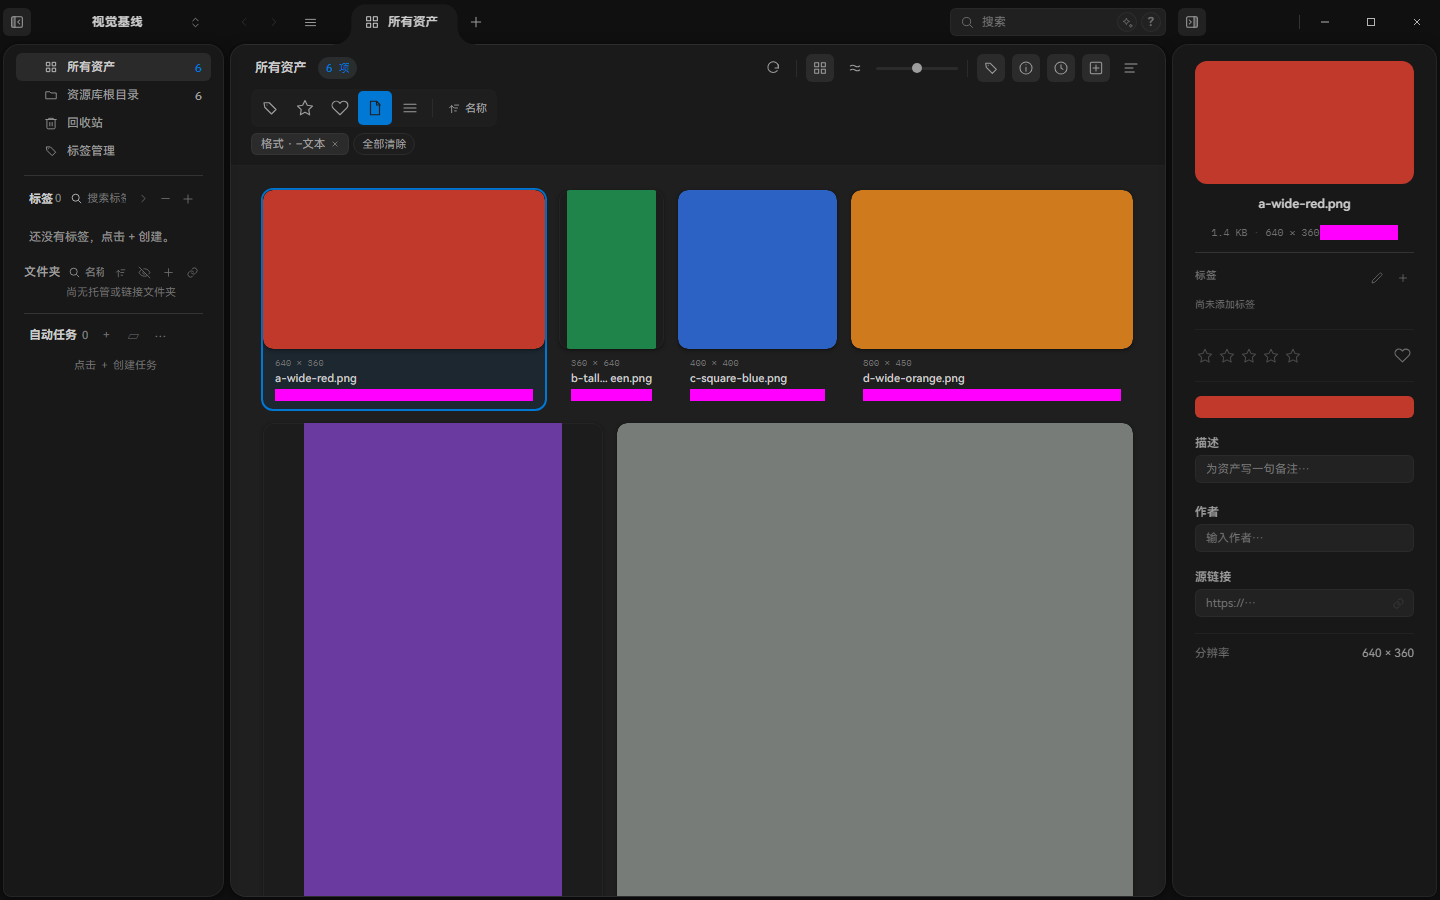 视觉基线
所有资产
搜索
?
所有资产 6
资源库根目录 6
回收站
标签管理
标签 0 搜索标签
还没有标签，点击 + 创建。
文件夹 名称
尚无托管或链接文件夹
自动任务 0 + ...
点击 + 创建任务
所有资产 6 项
名称
格式 · −文本 ×
全部清除
640 × 360
a-wide-red.png
360 × 640
b-tall... een.png
400 × 400
c-square-blue.png
800 × 450
d-wide-orange.png
a-wide-red.png
1.4 KB · 640 × 360
标签
尚未添加标签
描述
为资产写一句备注…
作者
输入作者…
源链接
https://…
分辨率 640 × 360